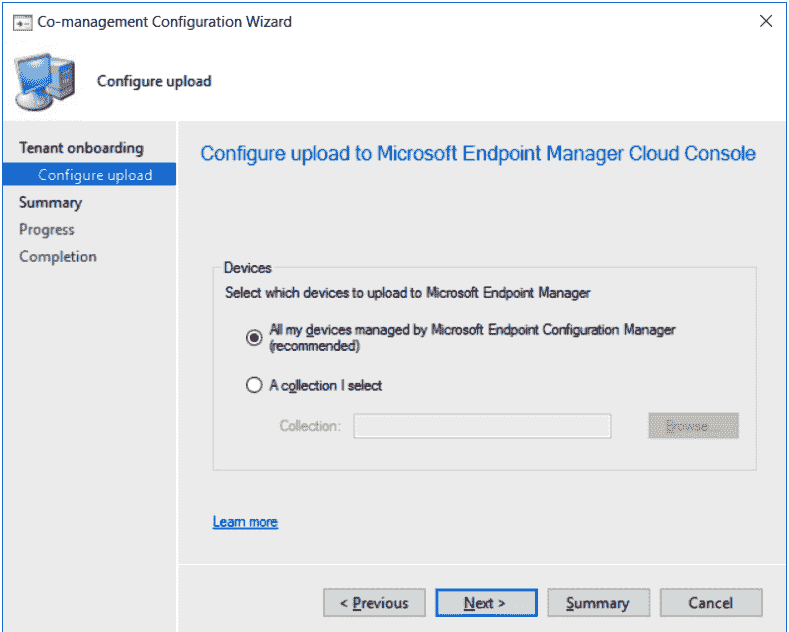 Co-management Configuration Wizard
Configure upload
Tenant onboarding
Configure upload
Summary
Progress
Completion
Configure upload to Microsoft Endpoint Manager Cloud Console
Devices
Select which devices to upload to Microsoft Endpoint Manager
All my devices managed by Microsoft Endpoint Configuration Manager
(recommended)
A collection I select
Collection:
Browse...
Learn more
< Previous
Next >
Summary
Cancel